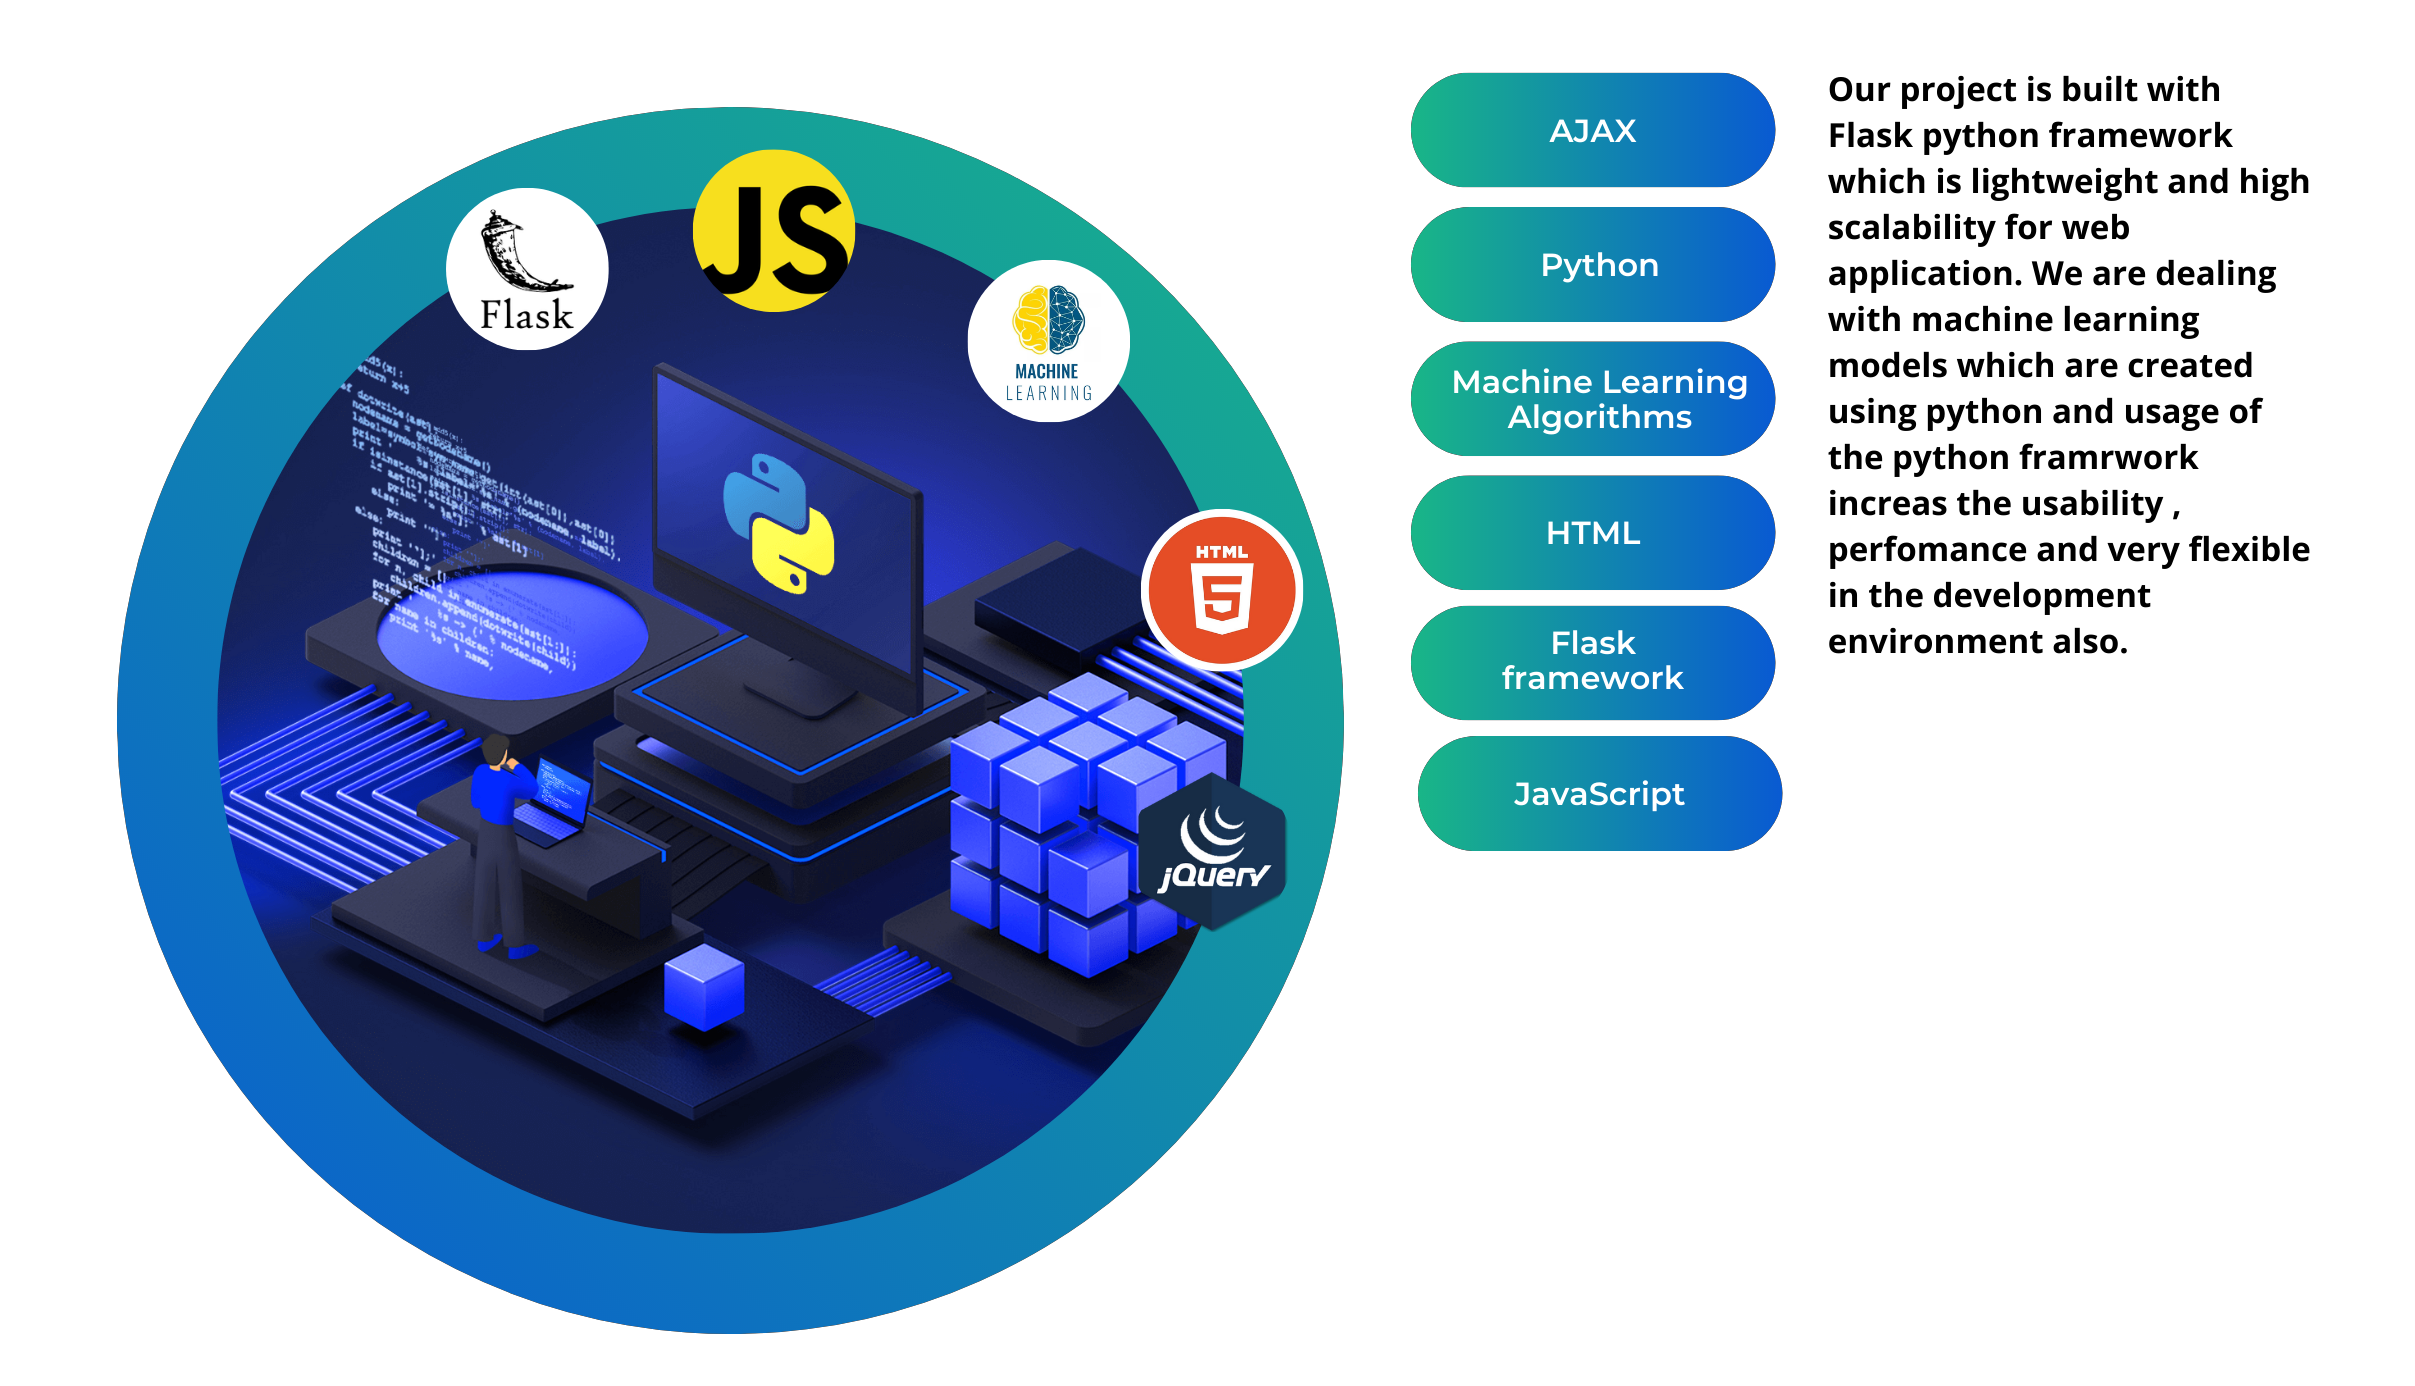 Flask
JS
MACHINE
LEARNING
HTML
5
jQuery
AJAX
Python
Machine Learning
Algorithms
HTML
Flask
framework
JavaScript
Our project is built with
Flask python framework
which is lightweight and high
scalability for web
application. We are dealing
with machine learning
models which are created
using python and usage of
the python framrwork
increas the usability ,
perfomance and very flexible
in the development
environment also.